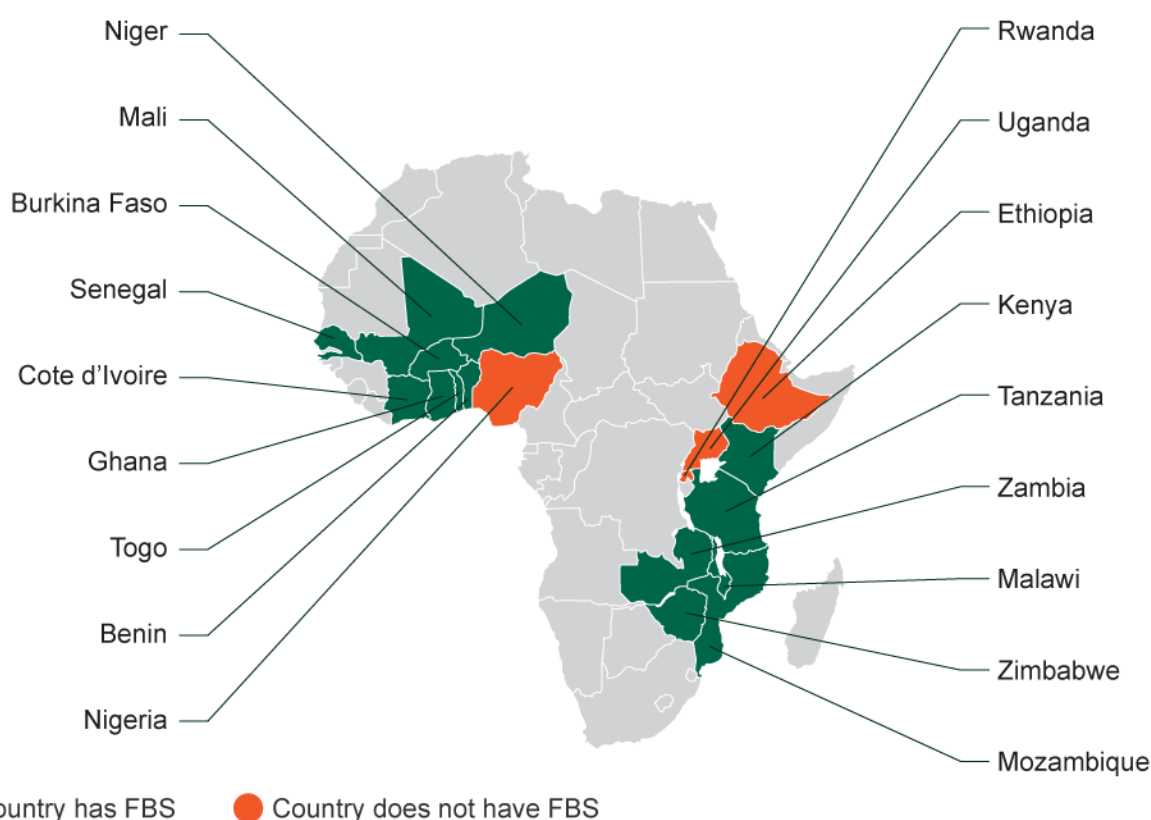 Niger
Mali
Burkina Faso
Senegal
Cote d’Ivoire
Ghana
Togo
Benin
Nigeria
Rwanda
Uganda
Ethiopia
Kenya
Tanzania
Zambia
Malawi
Zimbabwe
Mozambique
ountry has FBS
Country does not have FBS